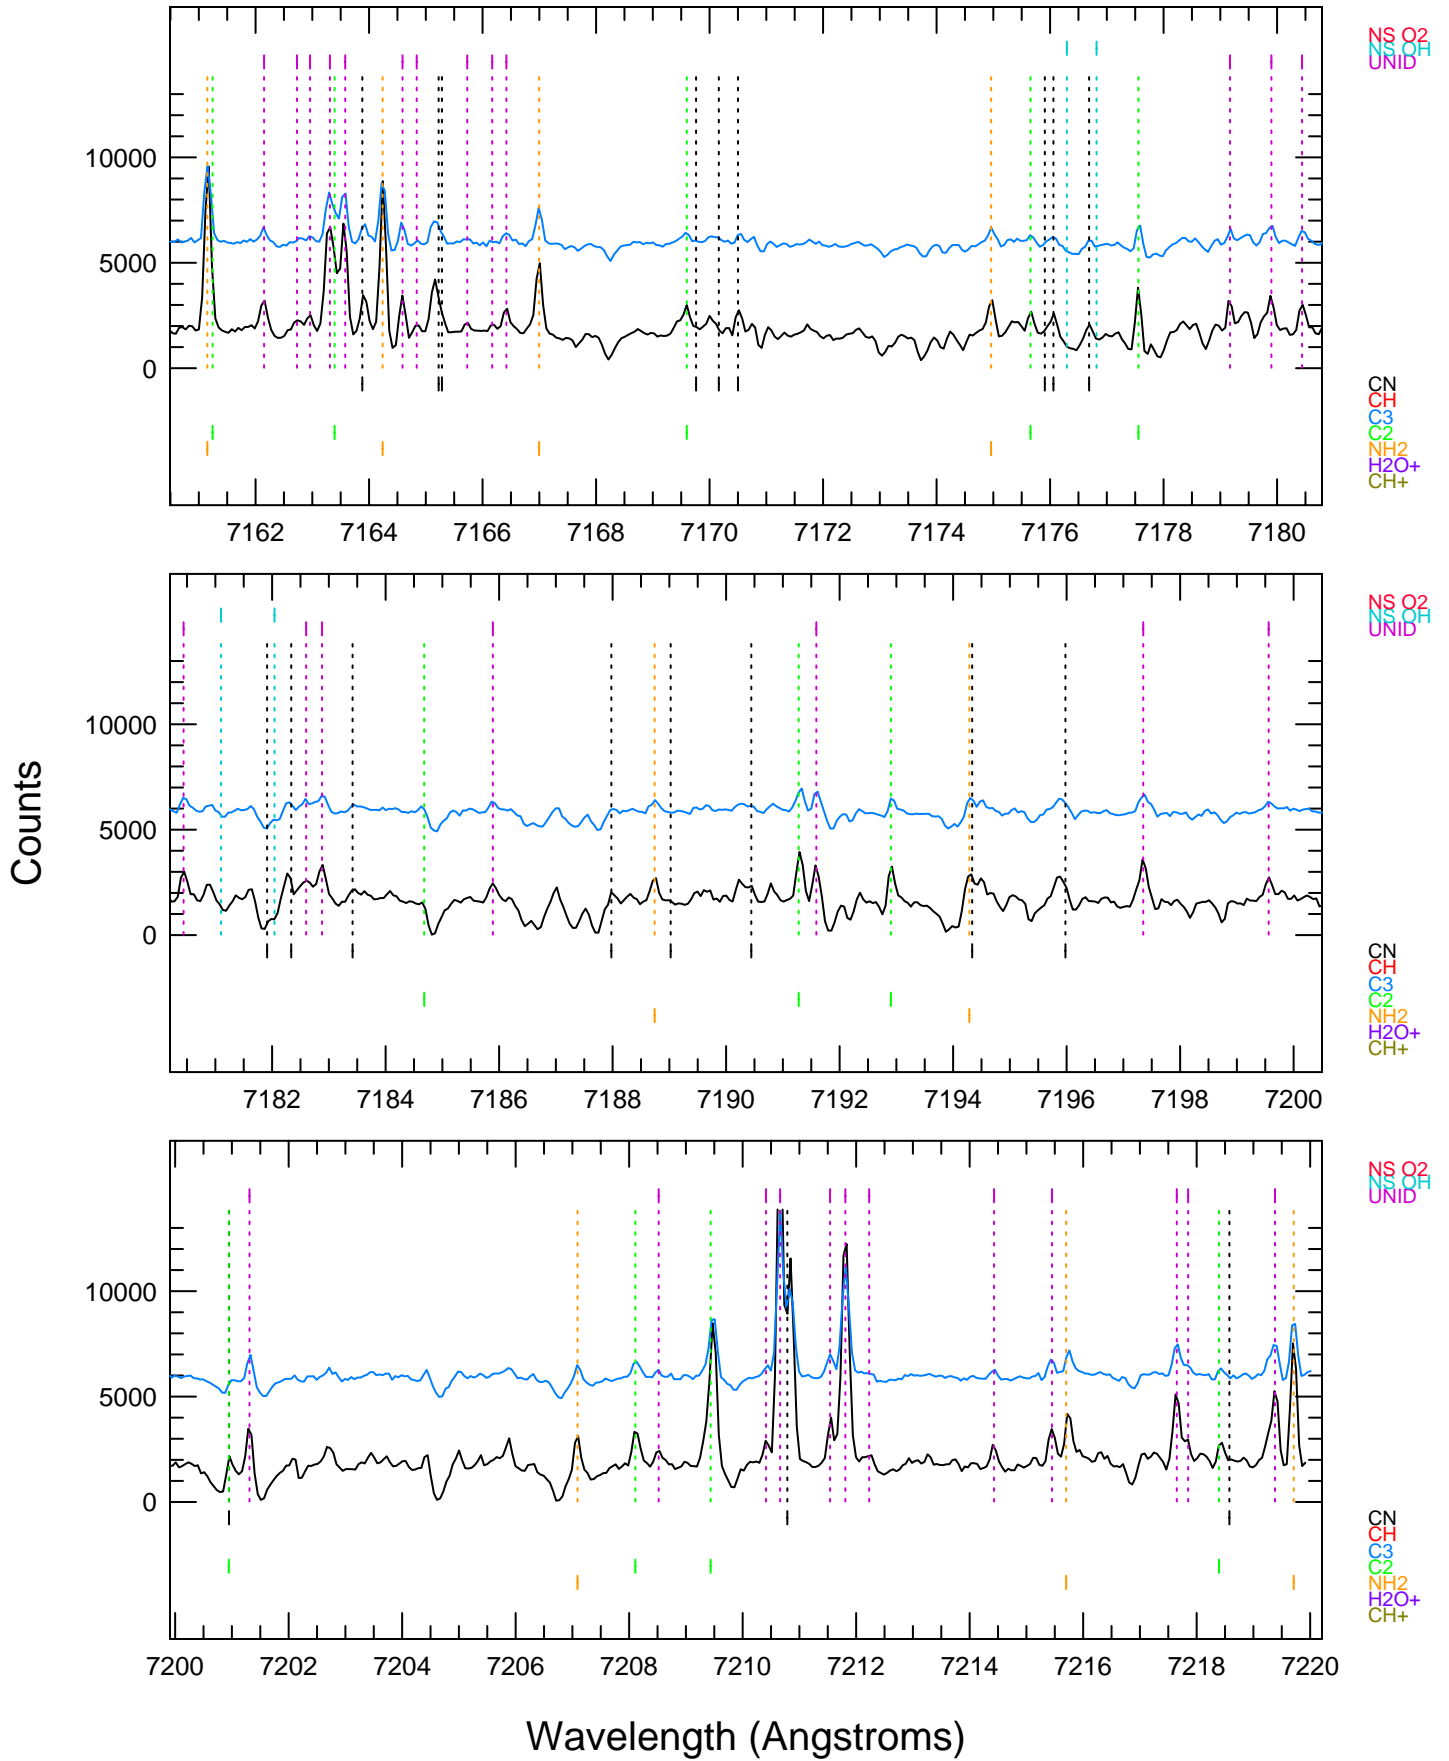 NS O2
NS OH
UNID
10000
5000
0
CN
CH
C3
C2
NH2
H2O+
CH+
7162 7164 7166 7168 7170 7172 7174 7176 7178 7180
NS O2
NS OH
UNID
10000
5000
0
CN
CH
C3
C2
NH2
H2O+
CH+
7182 7184 7186 7188 7190 7192 7194 7196 7198 7200
Counts
NS O2
NS OH
UNID
10000
5000
0
CN
CH
C3
C2
NH2
H2O+
CH+
7200 7202 7204 7206 7208 7210 7212 7214 7216 7218 7220
Wavelength (Angstroms)